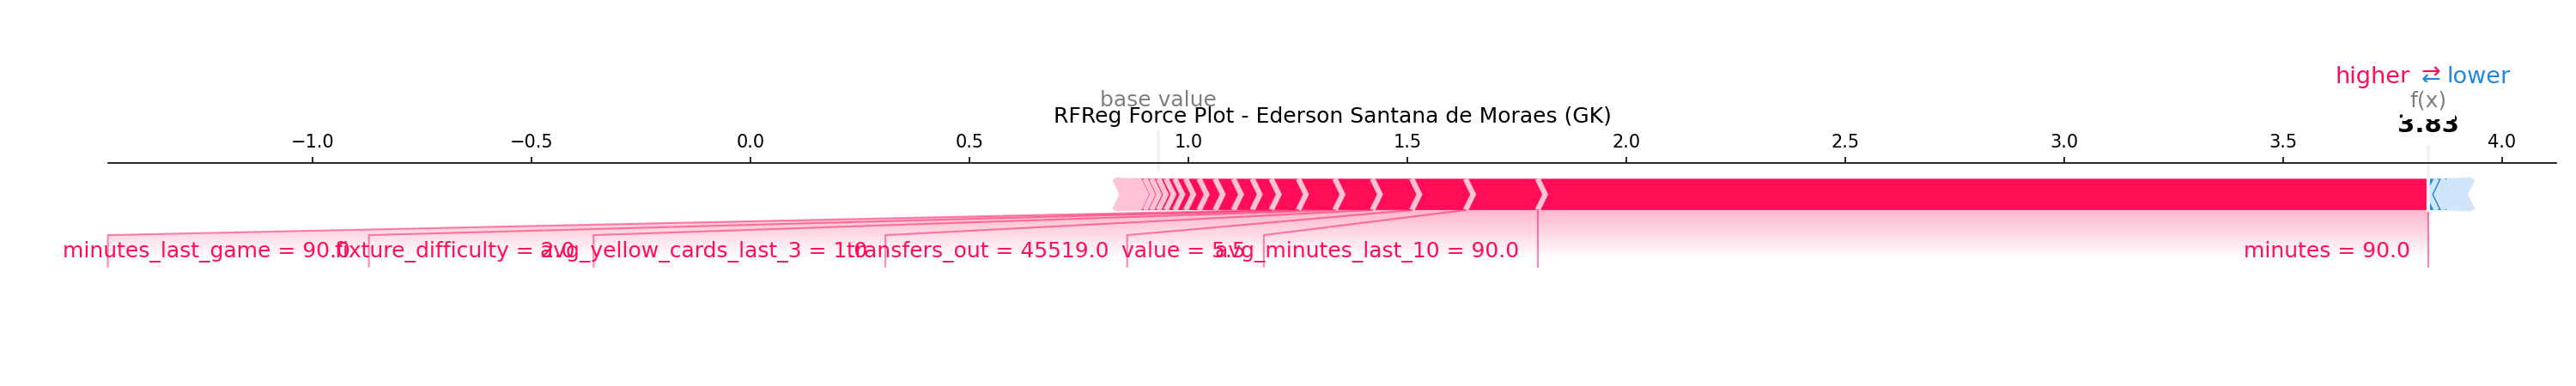 higher ⇄ lower
base value
f(x)
RFReg Force Plot - Ederson Santana de Moraes (GK)
3.83
−1.0 −0.5 0.0 0.5 1.0 1.5 2.0 2.5 3.0 3.5 4.0
minutes_last_game = 90.0 fixture_difficulty = 2.0 avg_yellow_cards_last_3 = 1.0 transfers_out = 45519.0 value = 5.5 avg_minutes_last_10 = 90.0 minutes = 90.0